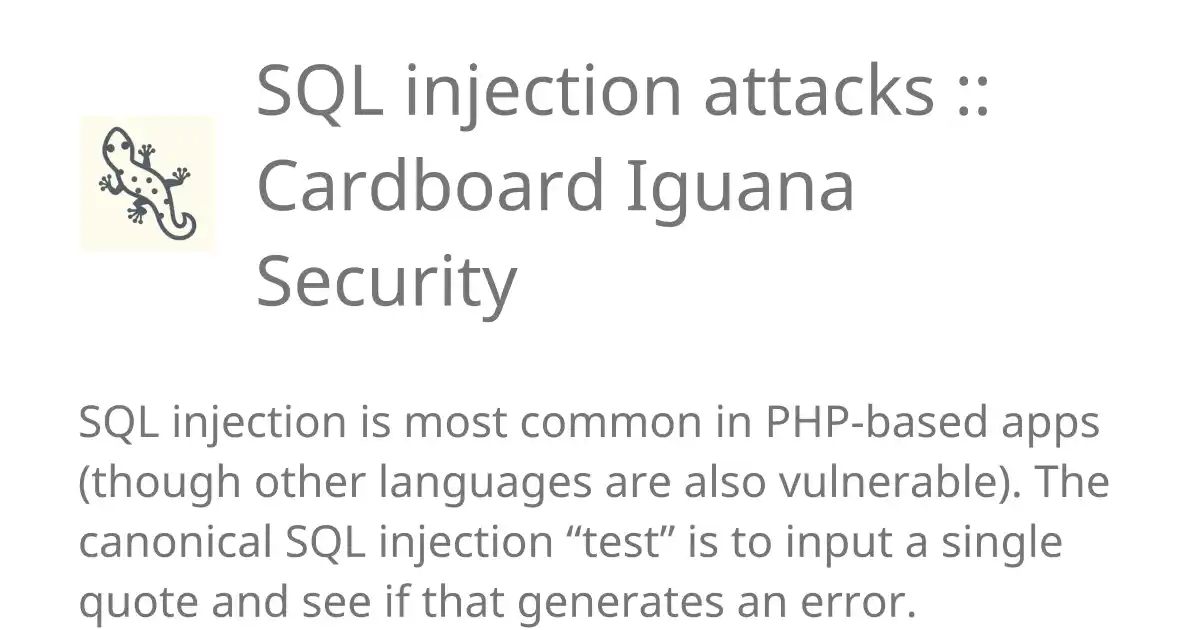 SQL injection attacks ::
Cardboard Iguana
Security
SQL injection is most common in PHP-based apps
(though other languages are also vulnerable). The
canonical SQL injection “test” is to input a single
quote and see if that generates an error.